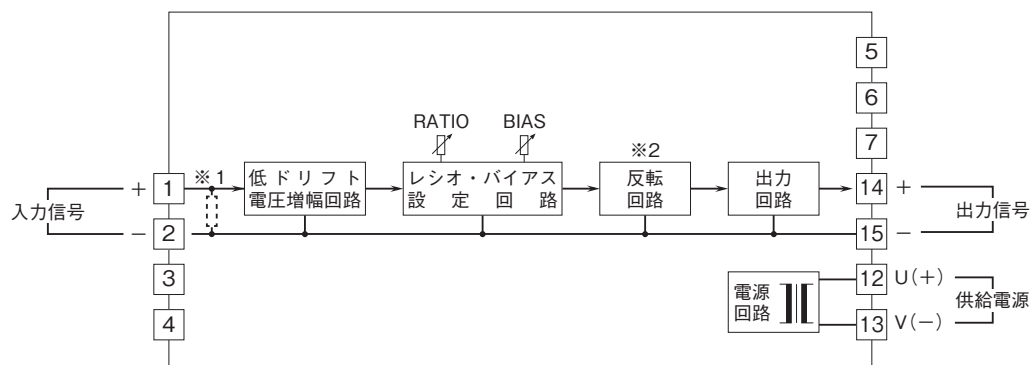 5
6
7
RATIO
BIAS
※1
※2
入力信号
+ 1
− 2
3
4
低ドリフト
電圧増幅回路
レシオ・バイアス
設定回路
反転
回路
出力
回路
14 +
15 −
出力信号
電源
回路
12 U(+)
13 V(−)
供給電源